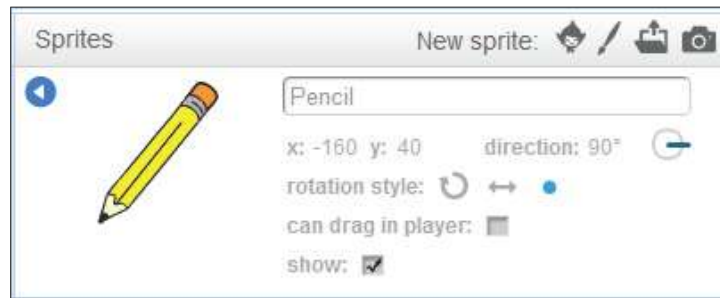 Sprites New sprite:
Pencil
x: -160 y: 40 direction: 90°
rotation style:
can drag in player:
show: